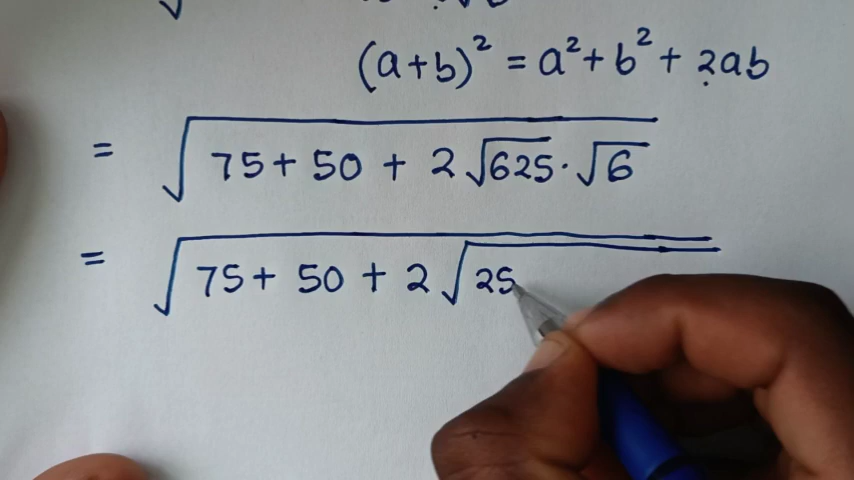 (a+b)² = a² + b² + 2ab
= √(75 + 50 + 2√625 · √6)
= √(75 + 50 + 2√25